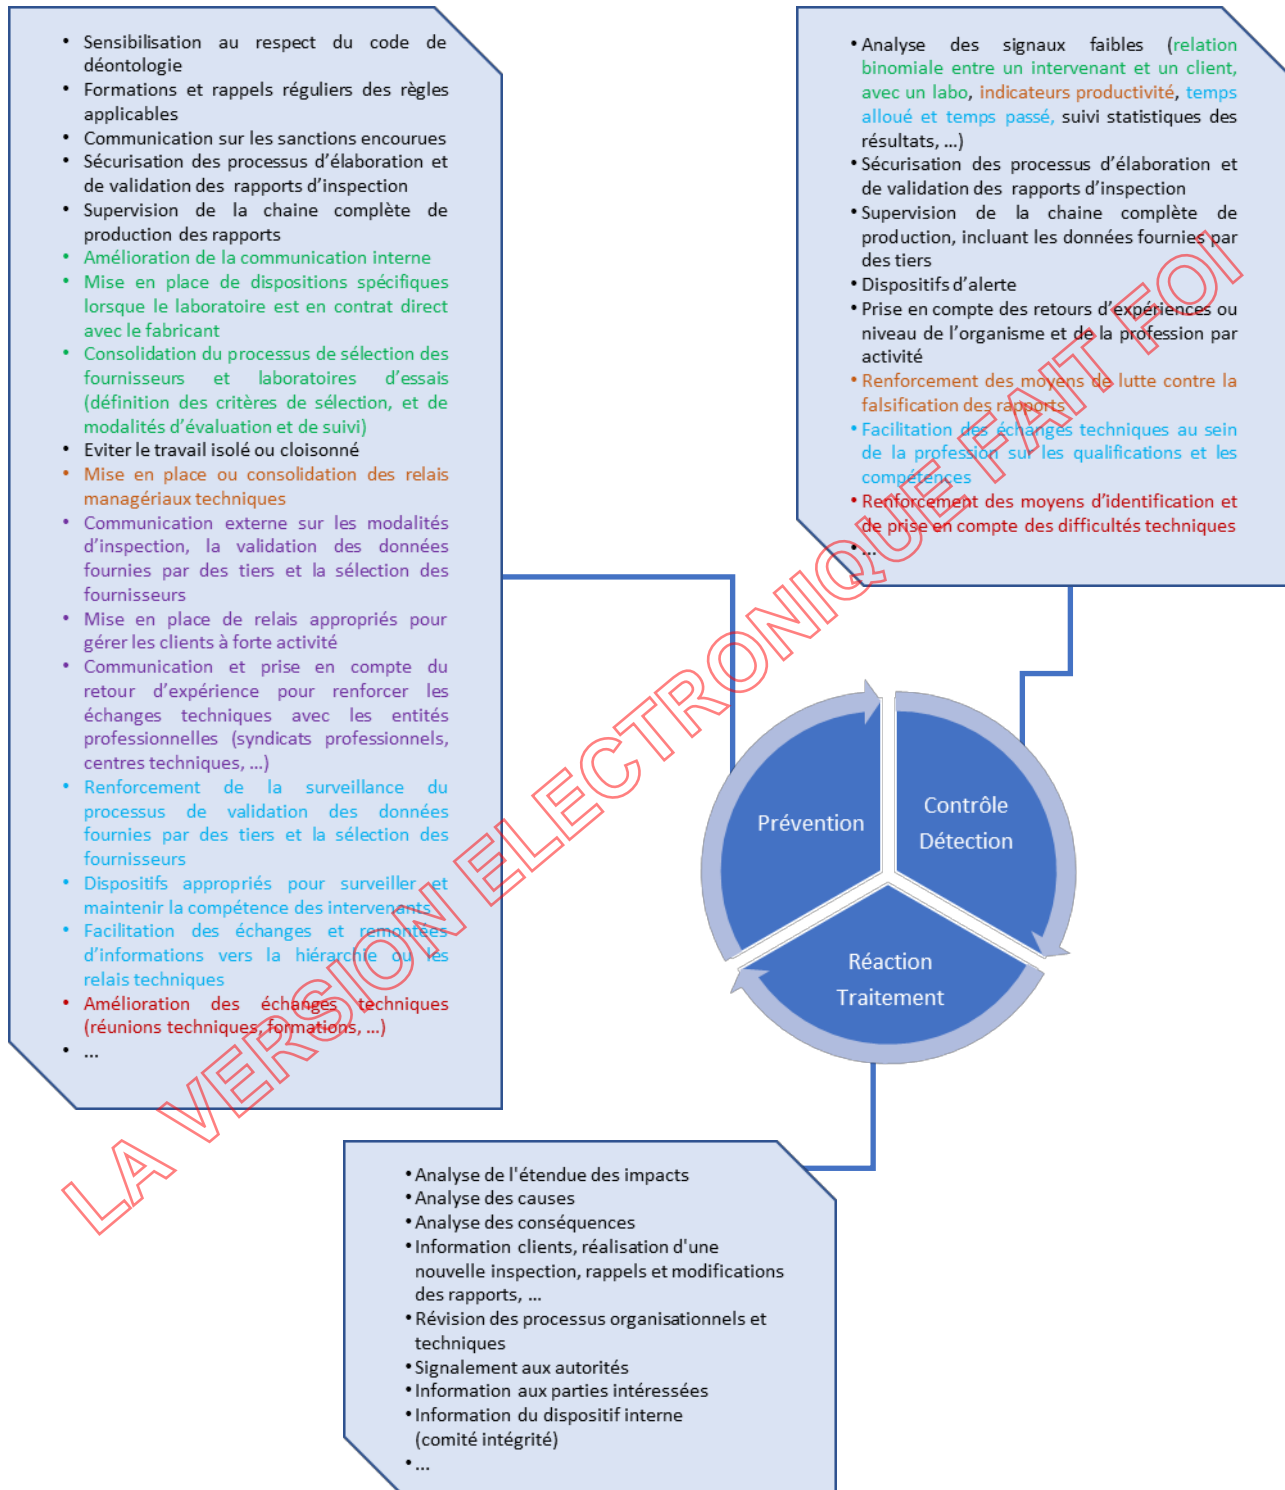 • Sensibilisation au respect du code de
déontologie
• Formations et rappels réguliers des règles
applicables
• Communication sur les sanctions encourues
• Sécurisation des processus d’élaboration et
de validation des rapports d’inspection
• Supervision de la chaine complète de
production des rapports
• Amélioration de la communication interne
• Mise en place de dispositions spécifiques
lorsque le laboratoire est en contrat direct
avec le fabricant
• Consolidation du processus de sélection des
fournisseurs et laboratoires d’essais
(définition des critères de sélection, et de
modalités d’évaluation et de suivi)
• Eviter le travail isolé ou cloisonné
• Mise en place ou consolidation des relais
managériaux techniques
• Communication externe sur les modalités
d’inspection, la validation des données
fournies par des tiers et la sélection des
fournisseurs
• Mise en place de relais appropriés pour
gérer les clients à forte activité
• Communication et prise en compte du
retour d’expérience pour renforcer les
échanges techniques avec les entités
professionnelles (syndicats professionnels,
centres techniques, …)
• Renforcement de la surveillance du
processus de validation des données
fournies par des tiers et la sélection des
fournisseurs
• Dispositifs appropriés pour surveiller et
maintenir la compétence des intervenants
• Facilitation des échanges et remontées
d’informations vers la hiérarchie ou les
relais techniques
• Amélioration des échanges techniques
(réunions techniques, formations, …)
• ...
• Analyse des signaux faibles (relation
binomiale entre un intervenant et un client,
avec un labo, indicateurs productivité, temps
alloué et temps passé, suivi statistiques des
résultats, …)
• Sécurisation des processus d’élaboration et
de validation des rapports d’inspection
• Supervision de la chaine complète de
production, incluant les données fournies par
des tiers
• Dispositifs d’alerte
• Prise en compte des retours d’expériences ou
niveau de l’organisme et de la profession par
activité
• Renforcement des moyens de lutte contre la
falsification des rapports
• Facilitation des échanges techniques au sein
de la profession sur les qualifications et les
compétences
• Renforcement des moyens d’identification et
de prise en compte des difficultés techniques
• ...
Prévention
Contrôle
Détection
Réaction
Traitement
• Analyse de l'étendue des impacts
• Analyse des causes
• Analyse des conséquences
• Information clients, réalisation d'une
nouvelle inspection, rappels et modifications
des rapports, …
• Révision des processus organisationnels et
techniques
• Signalement aux autorités
• Information aux parties intéressées
• Information du dispositif interne
(comité intégrité)
• ...
LA VERSION ELECTRONIQUE FAIT FOI